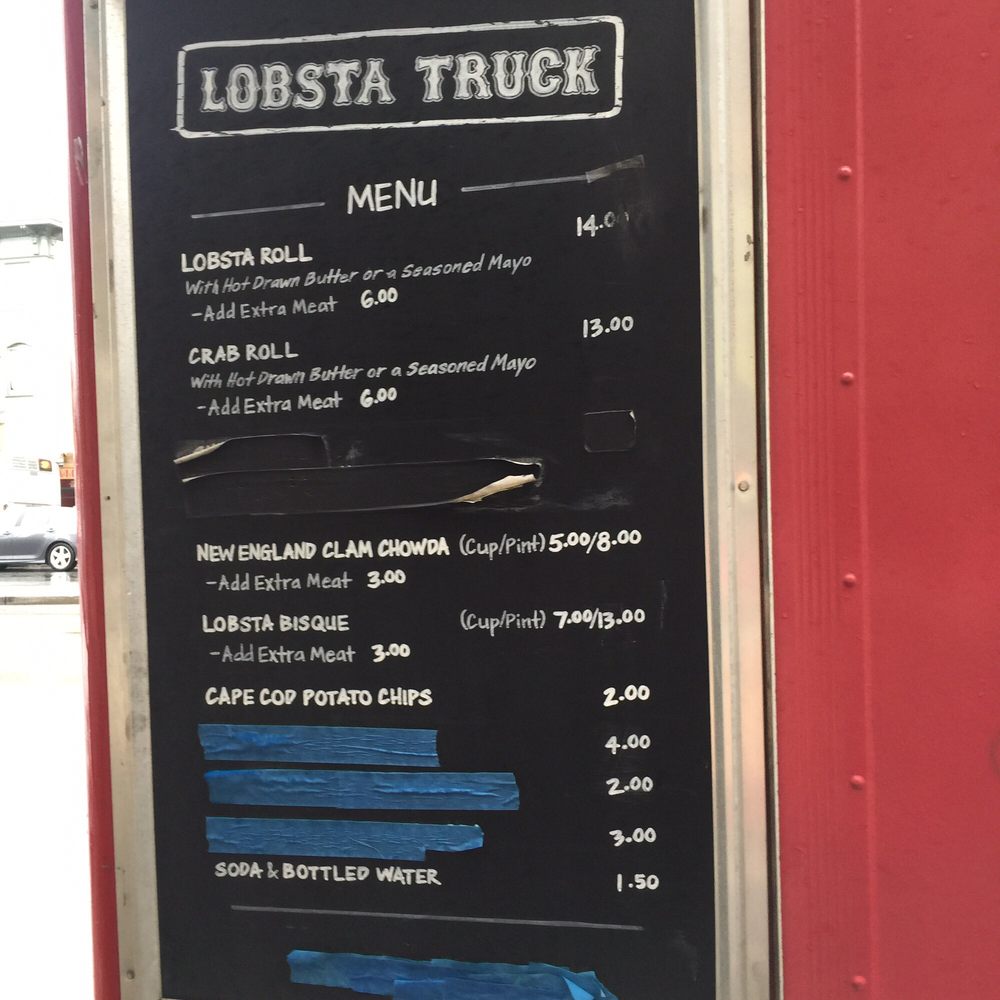 LOBSTA TRUCK
MENU
LOBSTA ROLL 14.00
With Hot Drawn Butter or a Seasoned Mayo
-Add Extra Meat 6.00
CRAB ROLL 13.00
With Hot Drawn Butter or a Seasoned Mayo
-Add Extra Meat 6.00
NEW ENGLAND CLAM CHOWDA (Cup/Pint) 5.00/8.00
-Add Extra Meat 3.00
LOBSTA BISQUE (Cup/Pint) 7.00/13.00
-Add Extra Meat 3.00
CAPE COD POTATO CHIPS 2.00
4.00
2.00
3.00
SODA & BOTTLED WATER 1.50